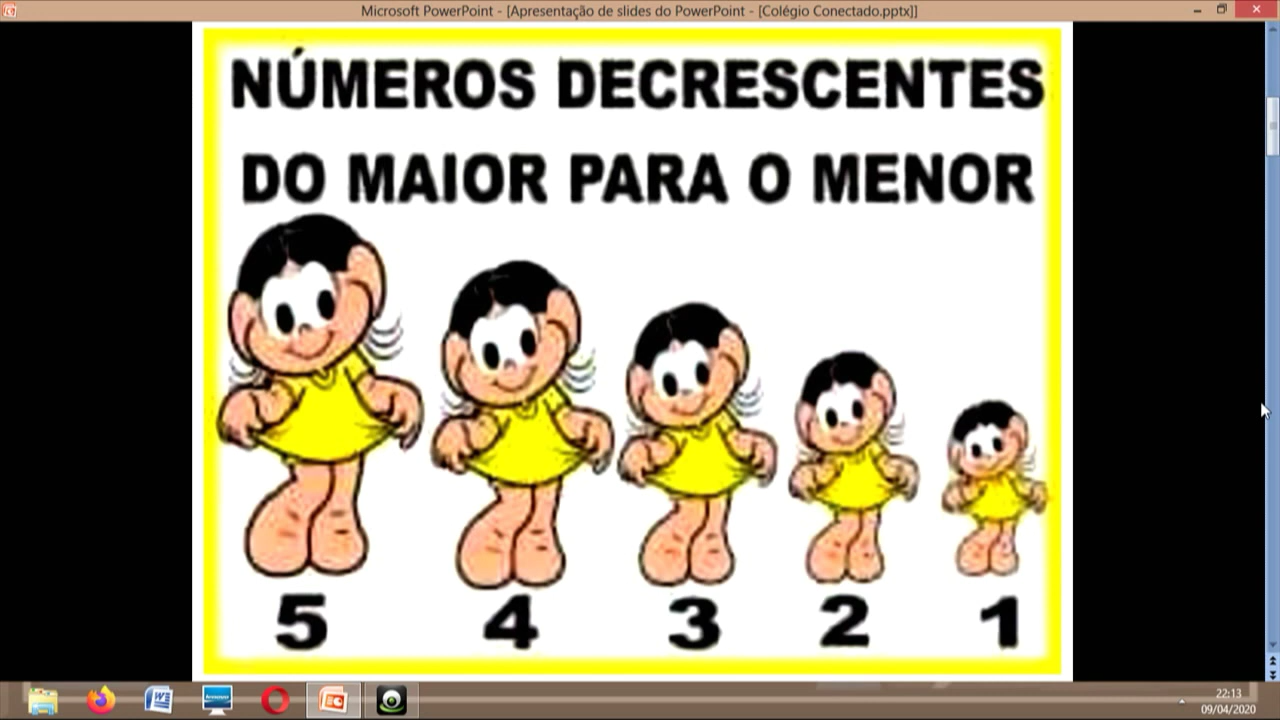 Microsoft PowerPoint - [Apresentação de slides do PowerPoint - [Colégio Conectado.pptx]]
NÚMEROS DECRESCENTES
DO MAIOR PARA O MENOR
5 4 3 2 1
22:13
09/04/2020